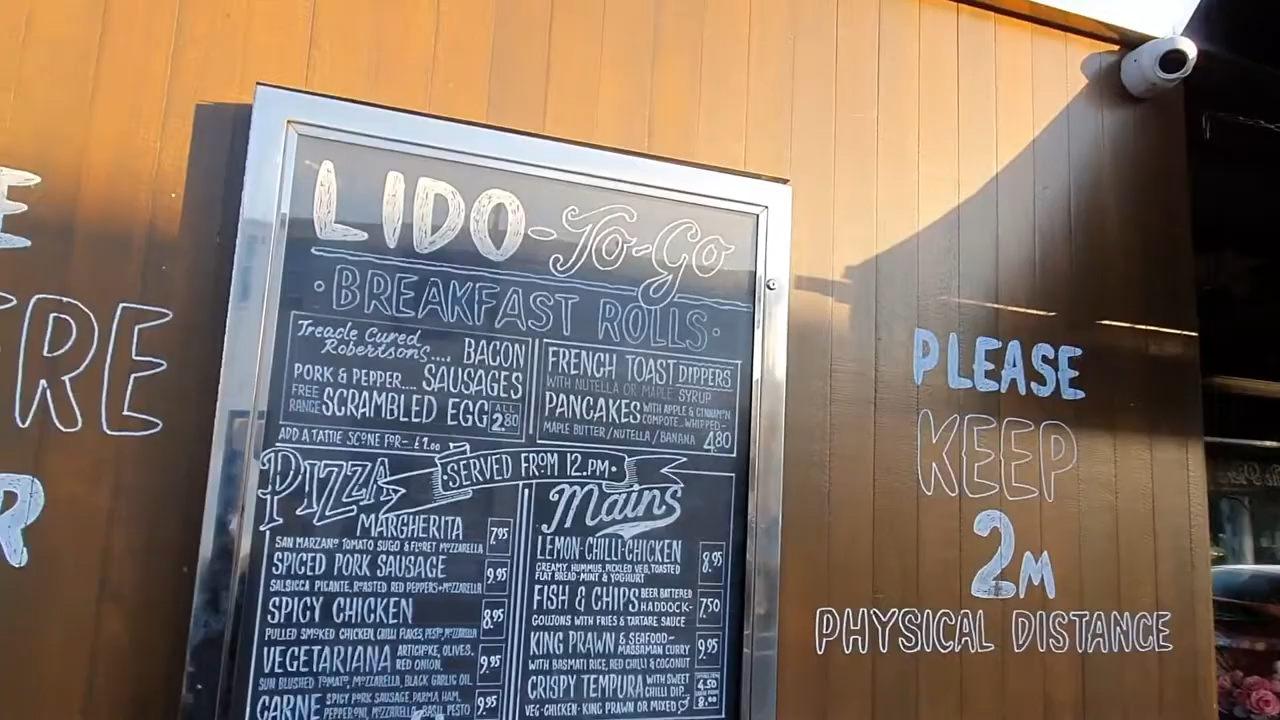 E
ERE
R
LIDO-To-Go
·BREAKFAST ROLLS·
Treacle Cured
Robertsons.... BACON
PORK & PEPPER.... SAUSAGES
FREE RANGE SCRAMBLED EGG ALL 2.80
ADD A TATTIE SCONE FOR... £1.00
FRENCH TOAST DIPPERS
WITH NUTELLA OR MAPLE SYRUP
PANCAKES WITH APPLE & CINNAMON COMPOTE...WHIPPED-
MAPLE BUTTER/NUTELLA/BANANA 4.80
·SERVED FROM 12.PM·
PIZZA
MARGHERITA 7.95
SAN MARZANO TOMATO SUGO & FLORET MOZZARELLA
SPICED PORK SAUSAGE 9.95
SALSICCA PICANTE, ROASTED RED PEPPERS+MOZZARELLA
SPICY CHICKEN 8.95
PULLED SMOKED CHICKEN, CHILLI FLAKES, PESTO, MOZZARELLA
VEGETARIANA ARTICHOKE, OLIVES, RED ONION, 9.95
SUN BLUSHED TOMATO, MOZZARELLA, BLACK GARLIC OIL
CARNE SPICY PORK SAUSAGE, PARMA HAM, 9.95
PEPPERONI, MOZZARELLA, BASIL PESTO
Mains
LEMON-CHILLI-CHICKEN 8.95
CREAMY HUMMUS, PICKLED VEG, TOASTED
FLAT BREAD-MINT & YOGHURT
FISH & CHIPS BEER BATTERED HADDOCK- 7.50
GOUJONS WITH FRIES & TARTARE SAUCE
KING PRAWN & SEAFOOD- MASSAMAN CURRY 9.95
WITH BASMATI RICE, RED CHILLI & COCONUT
CRISPY TEMPURA WITH SWEET CHILLI DIP... 4.50 8.00
VEG-CHICKEN-KING PRAWN OR MIXED
PLEASE
KEEP
2M
PHYSICAL DISTANCE